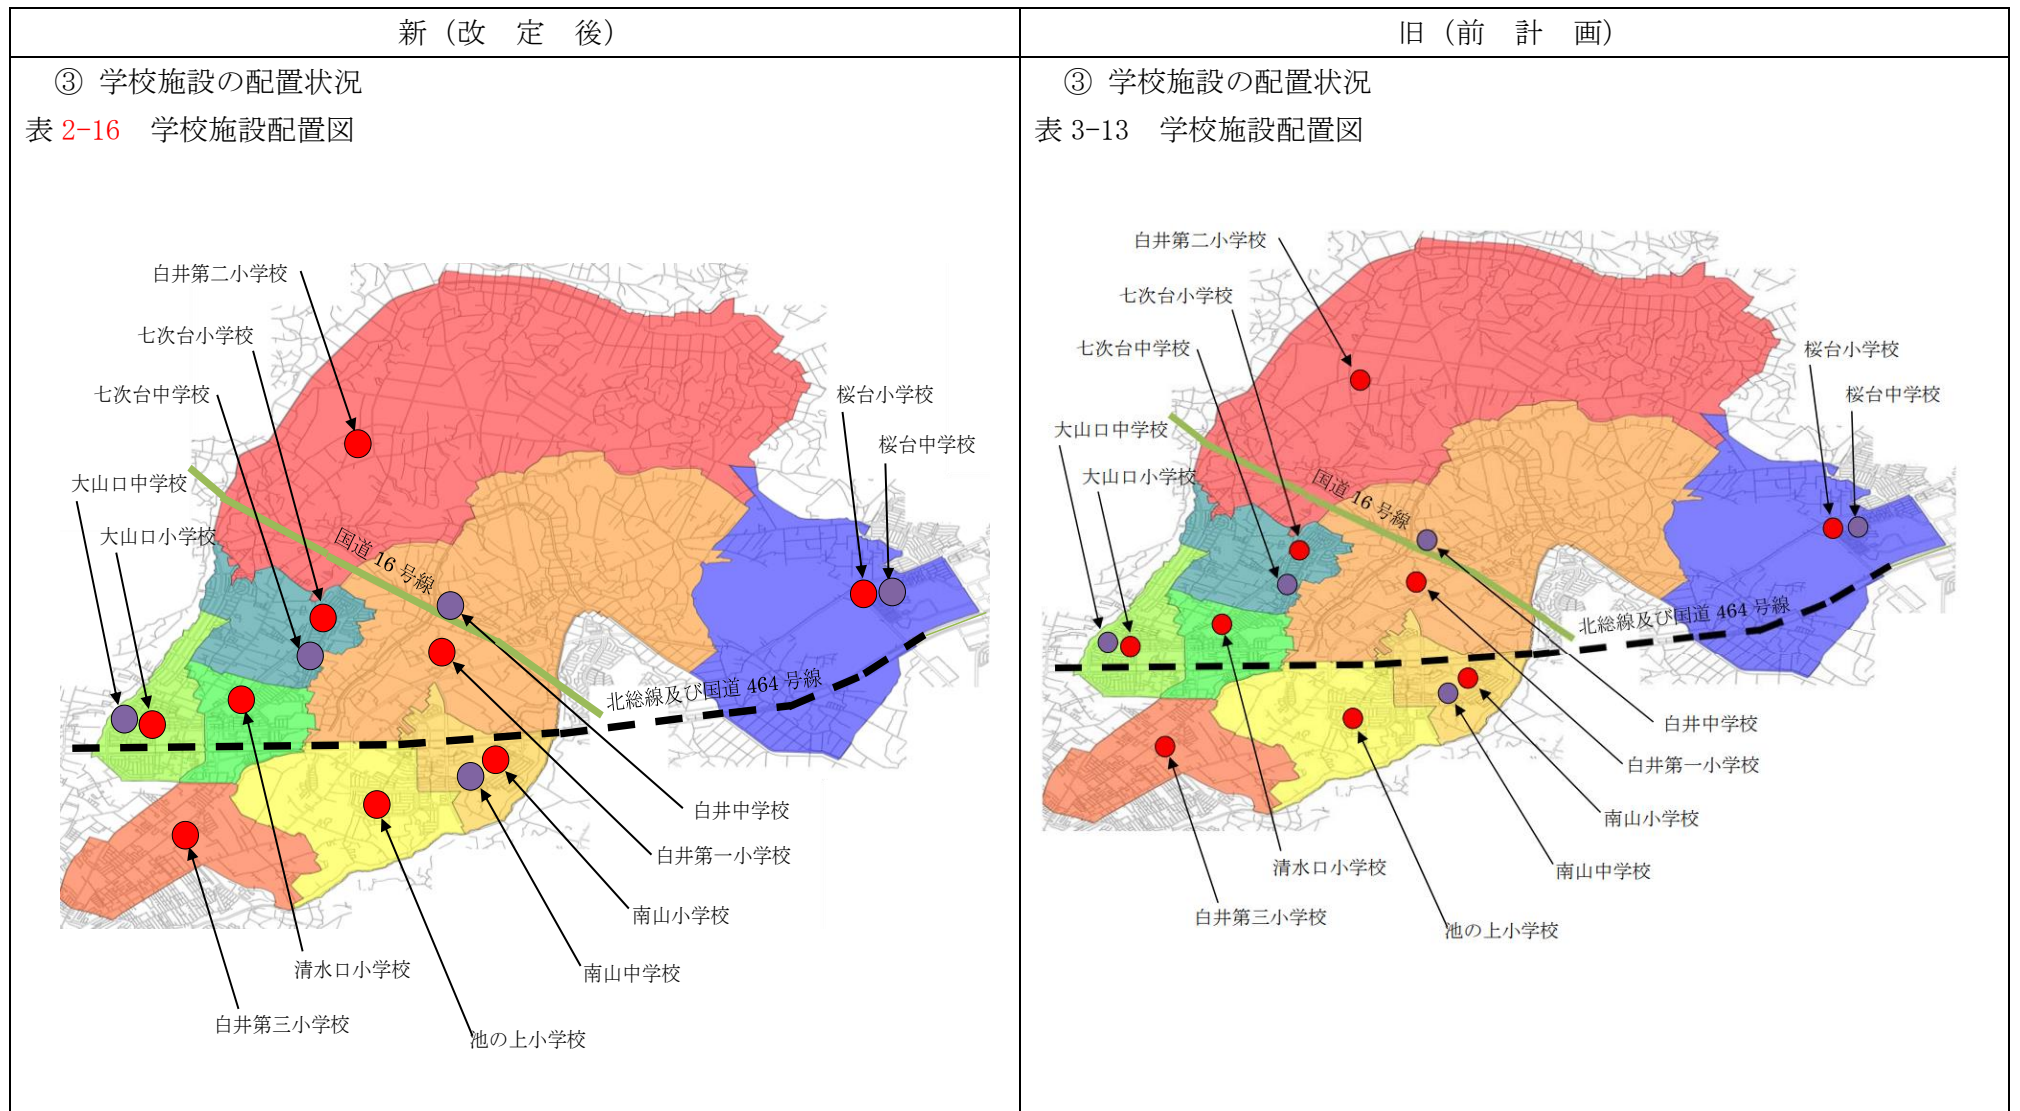 新（改　定　後）
③ 学校施設の配置状況
表 2-16　学校施設配置図
白井第二小学校
七次台小学校
七次台中学校
桜台小学校
桜台中学校
大山口中学校
大山口小学校
国道 16 号線
北総線及び国道 464 号線
白井中学校
白井第一小学校
南山小学校
南山中学校
清水口小学校
白井第三小学校
池の上小学校
旧（前　計　画）
③ 学校施設の配置状況
表 3-13　学校施設配置図
白井第二小学校
七次台小学校
七次台中学校
桜台小学校
桜台中学校
大山口中学校
大山口小学校
国道 16 号線
北総線及び国道 464 号線
白井中学校
白井第一小学校
南山小学校
清水口小学校
南山中学校
白井第三小学校
池の上小学校